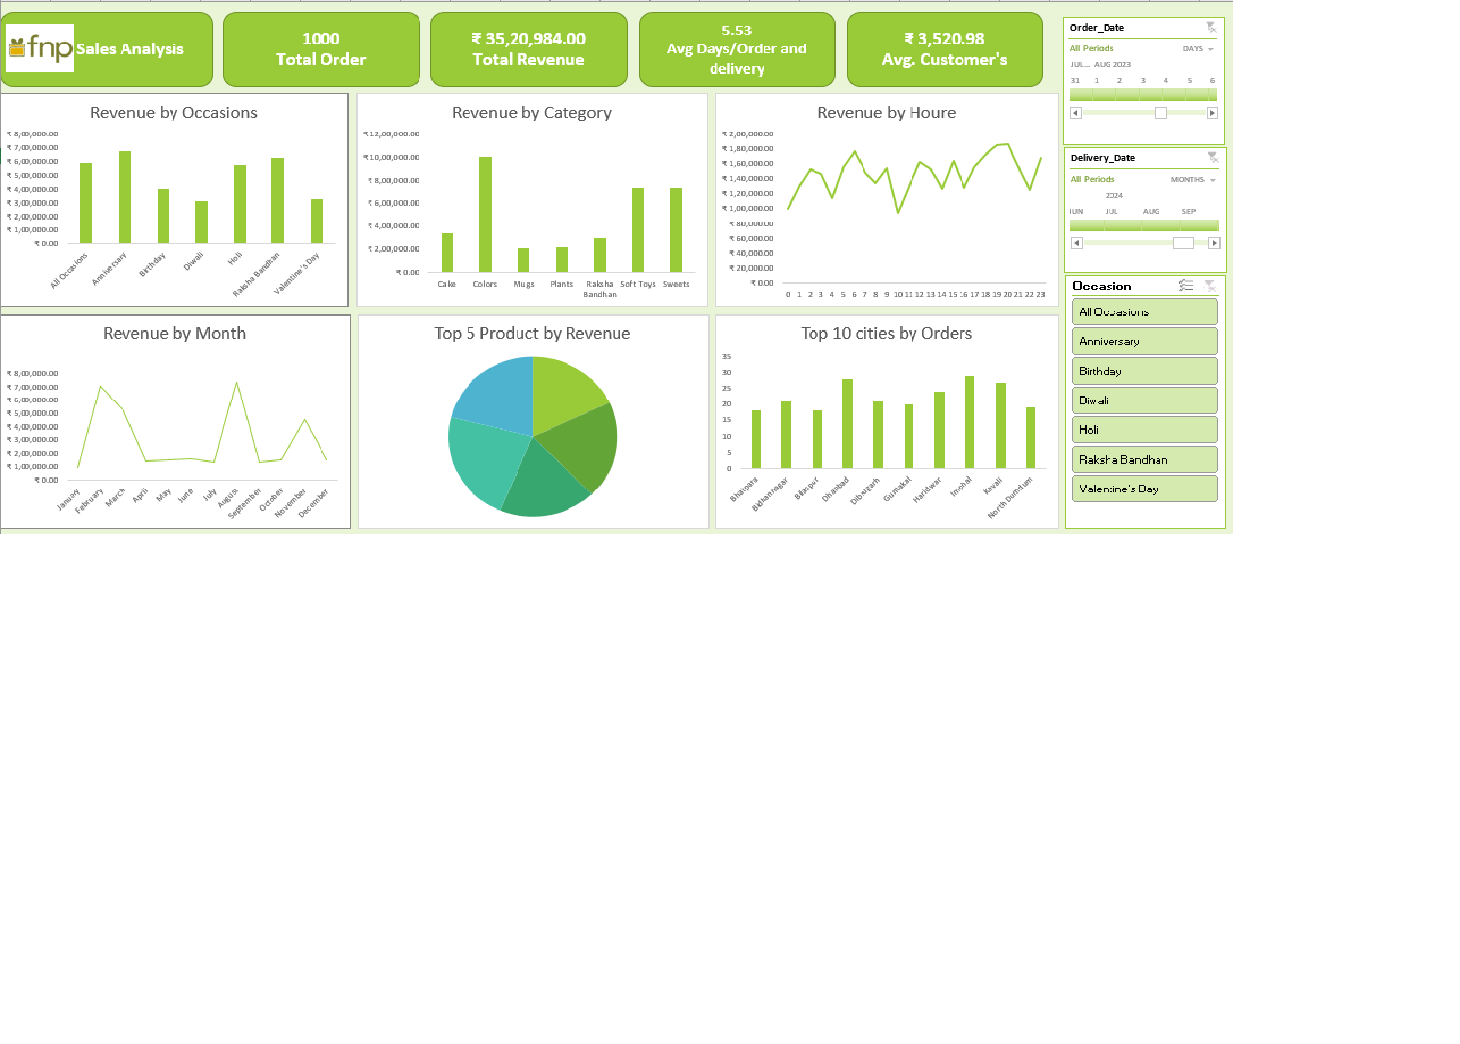 fnp Sales Analysis
1000
Total Order
₹ 35,20,984.00
Total Revenue
5.53
Avg Days/Order and
delivery
₹ 3,520.98
Avg. Customer's
Order_Date
All Periods DAYS
JUL... AUG 2023
31 1 2 3 4 5 6
Revenue by Occasions
₹ 8,00,000.00
₹ 7,00,000.00
₹ 6,00,000.00
₹ 5,00,000.00
₹ 4,00,000.00
₹ 3,00,000.00
₹ 2,00,000.00
₹ 1,00,000.00
₹ 0.00
All Occasions Anniversary Birthday Diwali Holi Raksha Bandhan Valentine's Day
Revenue by Category
₹ 12,00,000.00
₹ 10,00,000.00
₹ 8,00,000.00
₹ 6,00,000.00
₹ 4,00,000.00
₹ 2,00,000.00
₹ 0.00
Cake Colors Mugs Plants Raksha Bandhan Soft Toys Sweets
Revenue by Houre
₹ 2,00,000.00
₹ 1,80,000.00
₹ 1,60,000.00
₹ 1,40,000.00
₹ 1,20,000.00
₹ 1,00,000.00
₹ 80,000.00
₹ 60,000.00
₹ 40,000.00
₹ 20,000.00
₹ 0.00
0 1 2 3 4 5 6 7 8 9 10 11 12 13 14 15 16 17 18 19 20 21 22 23
Delivery_Date
All Periods MONTHS
2024
JUN JUL AUG SEP
Occasion
All Occasions
Anniversary
Birthday
Diwali
Holi
Raksha Bandhan
Valentine's Day
Revenue by Month
₹ 8,00,000.00
₹ 7,00,000.00
₹ 6,00,000.00
₹ 5,00,000.00
₹ 4,00,000.00
₹ 3,00,000.00
₹ 2,00,000.00
₹ 1,00,000.00
₹ 0.00
January February March April May June July August September October November December
Top 5 Product by Revenue
Top 10 cities by Orders
35
30
25
20
15
10
5
0
Bhatpara Bidhannagar Bilaspur Dhanbad Dibrugarh Guntakal Haridwar Imphal Kavali North Dumdum